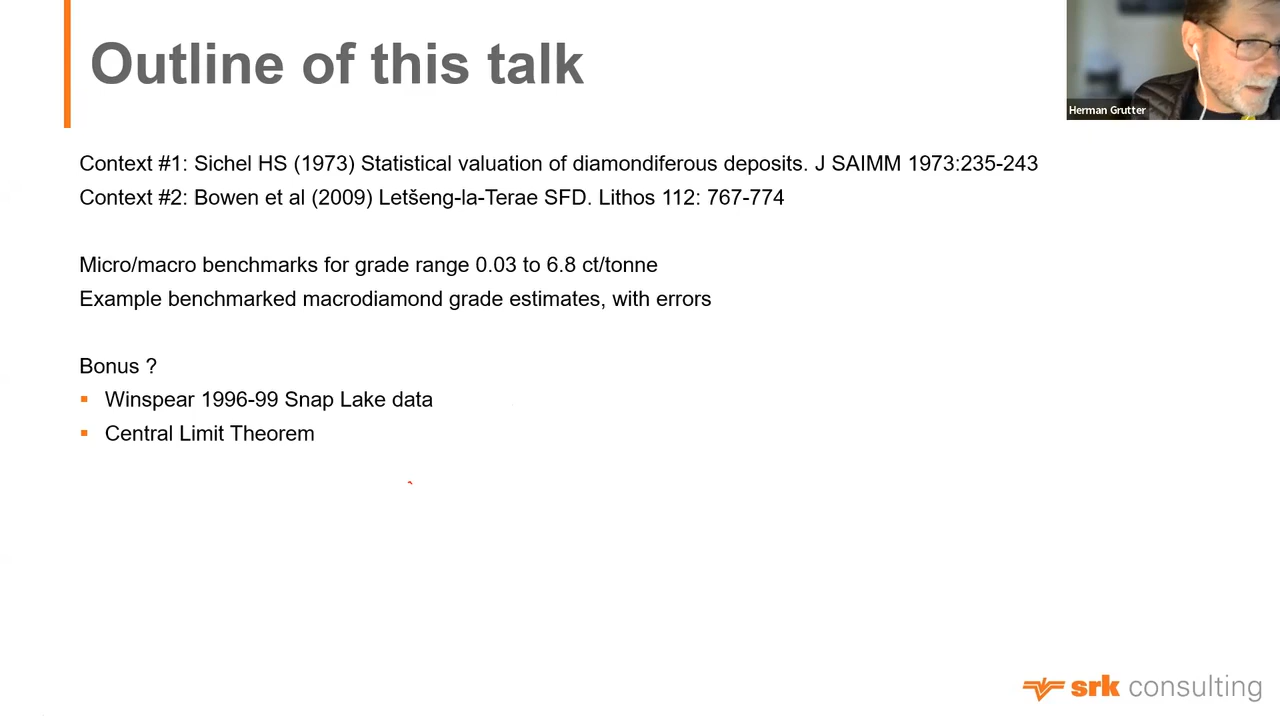 Outline of this talk
Herman Grutter
Context #1: Sichel HS (1973) Statistical valuation of diamondiferous deposits. J SAIMM 1973:235-243
Context #2: Bowen et al (2009) Letšeng-la-Terae SFD. Lithos 112: 767-774
Micro/macro benchmarks for grade range 0.03 to 6.8 ct/tonne
Example benchmarked macrodiamond grade estimates, with errors
Bonus ?
▪ Winspear 1996-99 Snap Lake data
▪ Central Limit Theorem
srk consulting